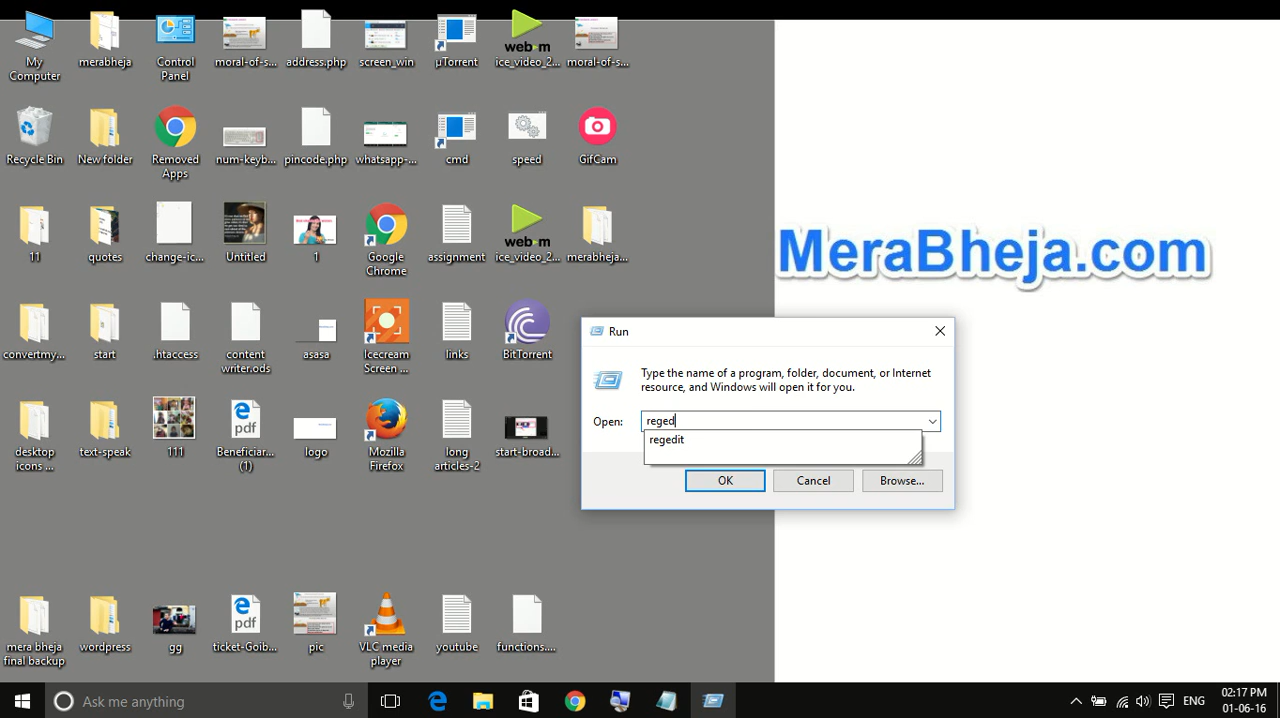 My Computer
merabheja
Control Panel
moral-of-s...
address.php
screen_win
µTorrent
web-m
ice_video_2...
moral-of-s...
Recycle Bin
New folder
Removed Apps
num-keyb...
pincode.php
whatsapp-...
cmd
speed
GifCam
11
quotes
change-ic...
Untitled
1
Google Chrome
assignment
web-m
ice_video_2...
merabheja...
MeraBheja.com
convertmy...
start
.htaccess
content writer.ods
asasa
Icecream Screen ...
links
BitTorrent
desktop icons ...
text-speak
111
pdf
Beneficiar... (1)
logo
Mozilla Firefox
long articles-2
start-broad...
mera bheja final backup
wordpress
gg
pdf
ticket-Goib...
pic
VLC media player
youtube
functions....
Run
Type the name of a program, folder, document, or Internet
resource, and Windows will open it for you.
Open: reged
regedit
OK Cancel Browse...
Ask me anything
ENG
02:17 PM
01-06-16